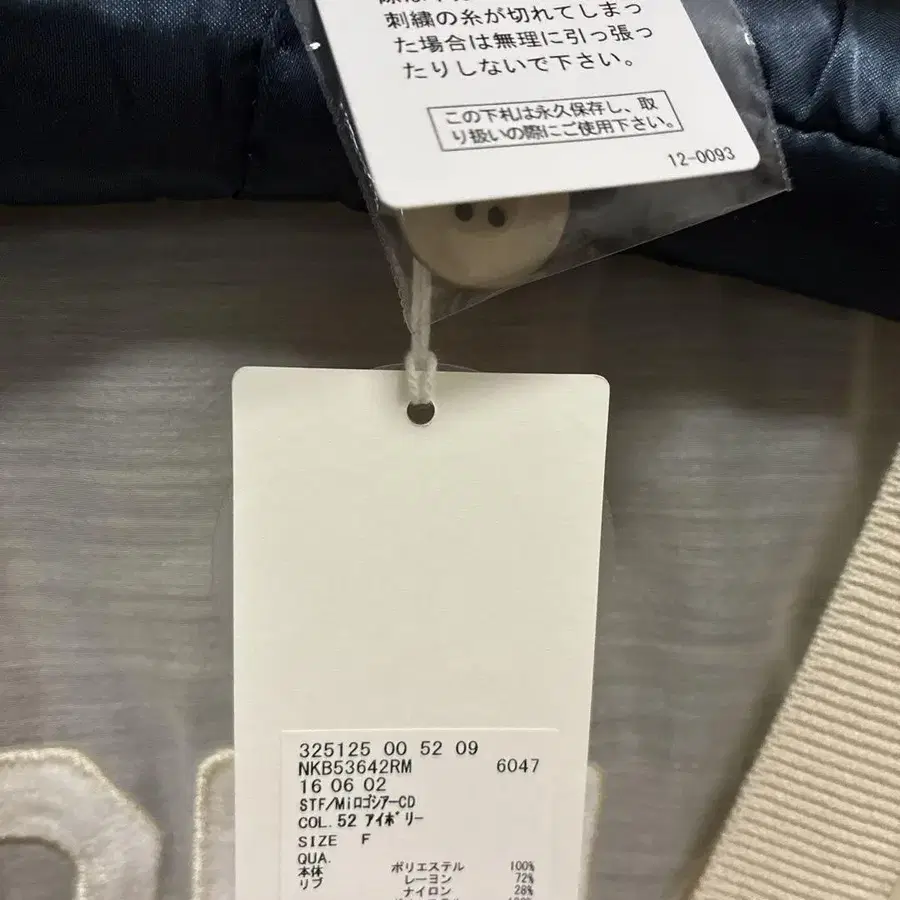 刺繍の糸が切れてしまっ
た場合は無理に引っ張っ
たりしないで下さい。
この下札は永久保存し、取
り扱いの際にご使用下さい。
12-0093
325125 00 52 09
NKB53642RM 6047
16 06 02
STF/MiロゴシアーCD
COL.52 アイボリー
SIZE F
QUA.
本体 ポリエステル 100%
リブ レーヨン 72%
ナイロン 28%